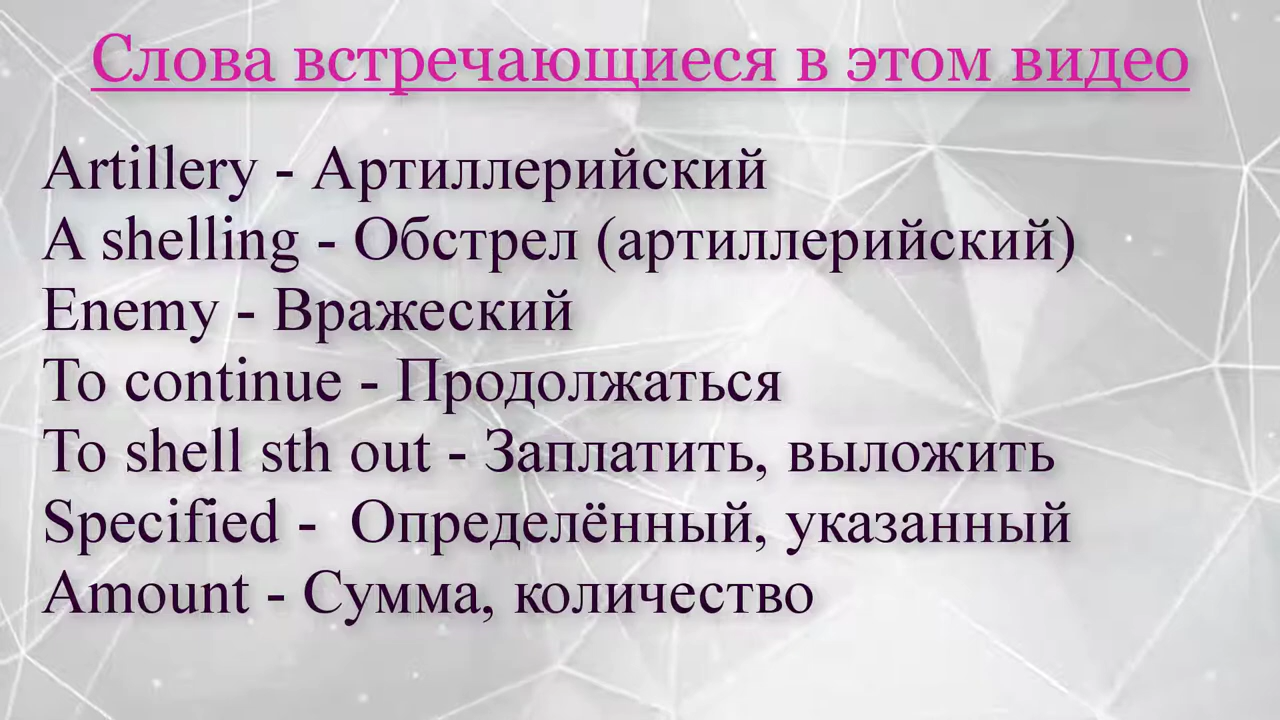 Слова встречающиеся в этом видео
Artillery - Артиллерийский
A shelling - Обстрел (артиллерийский)
Enemy - Вражеский
To continue - Продолжаться
To shell sth out - Заплатить, выложить
Specified -  Определённый, указанный
Amount - Сумма, количество